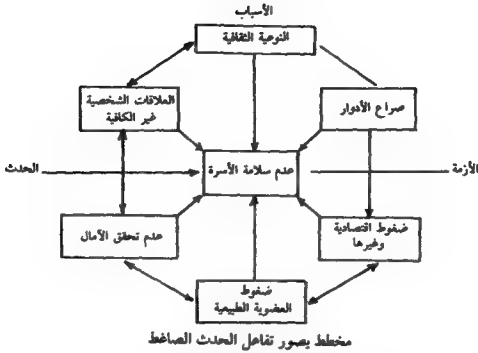 الأسباب
النوعية الثقافية
صراع الأدوار
العلاقات الشخصية
غير الكافية
الحدث
عدم سلامة الأسرة
الأزمة
ضغوط اقتصادية
وغيرها
عدم تحقق الآمال
ضغوط
العضوية الطبيعية
مخطط يصور تفاعل الحدث الضاغط